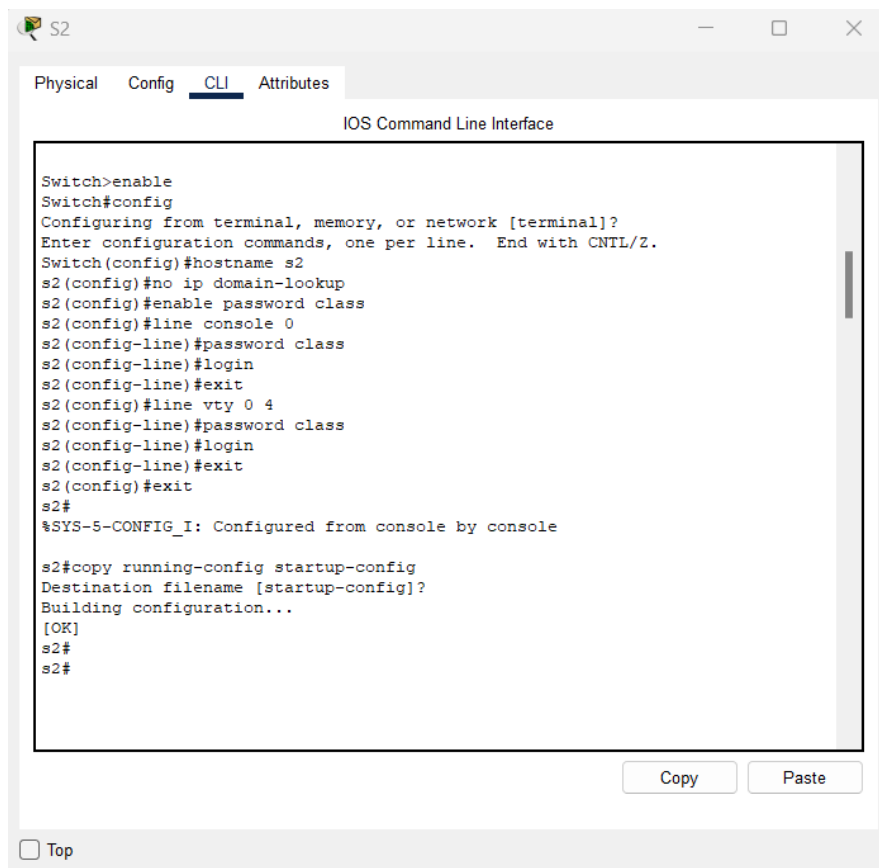 S2
Physical Config CLI Attributes
IOS Command Line Interface
Switch>enable
Switch#config
Configuring from terminal, memory, or network [terminal]?
Enter configuration commands, one per line.  End with CNTL/Z.
Switch(config)#hostname s2
s2(config)#no ip domain-lookup
s2(config)#enable password class
s2(config)#line console 0
s2(config-line)#password class
s2(config-line)#login
s2(config-line)#exit
s2(config)#line vty 0 4
s2(config-line)#password class
s2(config-line)#login
s2(config-line)#exit
s2(config)#exit
s2#
%SYS-5-CONFIG_I: Configured from console by console
s2#copy running-config startup-config
Destination filename [startup-config]?
Building configuration...
[OK]
s2#
s2#
Copy Paste
Top